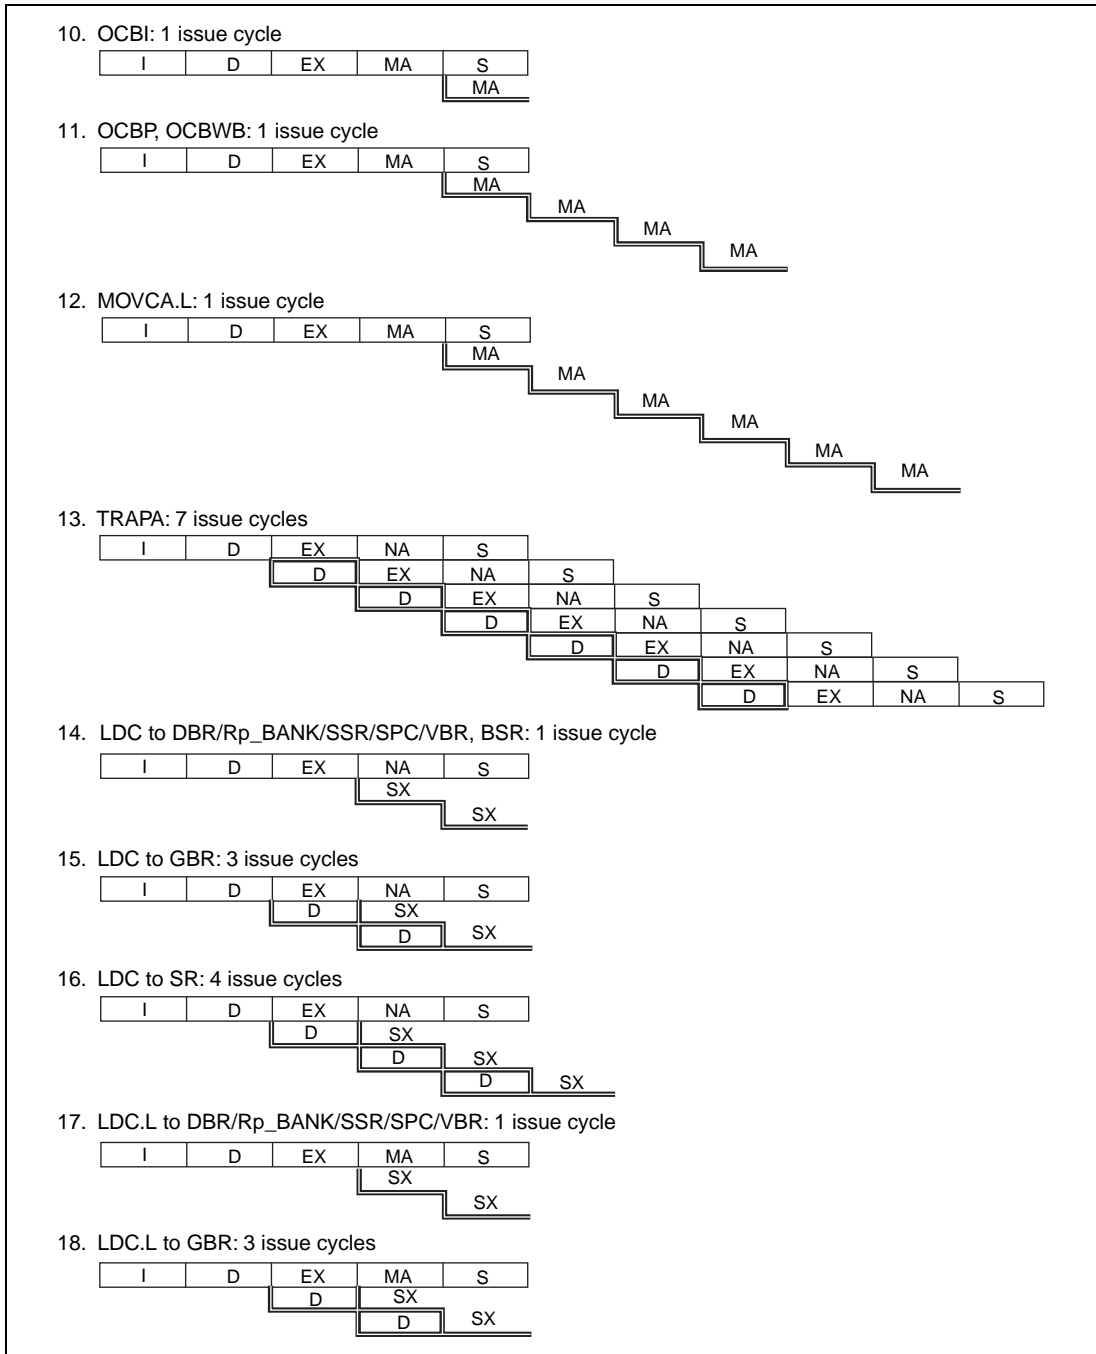 10. OCBI: 1 issue cycle
I D EX MA S
MA
11. OCBP, OCBWB: 1 issue cycle
I D EX MA S
MA
MA
MA
MA
12. MOVCA.L: 1 issue cycle
I D EX MA S
MA
MA
MA
MA
MA
MA
13. TRAPA: 7 issue cycles
I D EX NA S
D EX NA S
D EX NA S
D EX NA S
D EX NA S
D EX NA S
D EX NA S
14. LDC to DBR/Rp_BANK/SSR/SPC/VBR, BSR: 1 issue cycle
I D EX NA S
SX
SX
15. LDC to GBR: 3 issue cycles
I D EX NA S
D SX
D SX
16. LDC to SR: 4 issue cycles
I D EX NA S
D SX
D SX
D SX
17. LDC.L to DBR/Rp_BANK/SSR/SPC/VBR: 1 issue cycle
I D EX MA S
SX
SX
18. LDC.L to GBR: 3 issue cycles
I D EX MA S
D SX
D SX